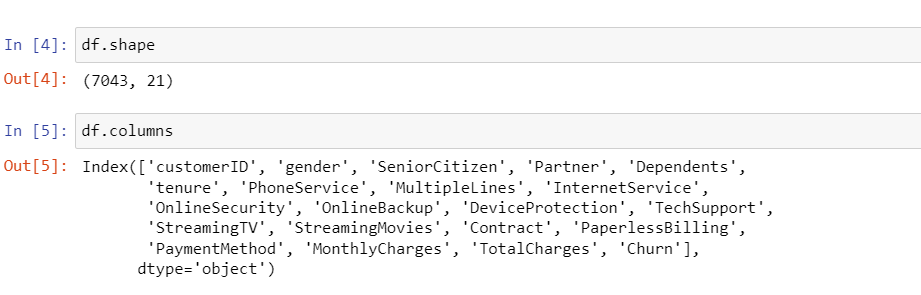 In [4]: df.shape
Out[4]: (7043, 21)
In [5]: df.columns
Out[5]: Index(['customerID', 'gender', 'SeniorCitizen', 'Partner', 'Dependents',
'tenure', 'PhoneService', 'MultipleLines', 'InternetService',
'OnlineSecurity', 'OnlineBackup', 'DeviceProtection', 'TechSupport',
'StreamingTV', 'StreamingMovies', 'Contract', 'PaperlessBilling',
'PaymentMethod', 'MonthlyCharges', 'TotalCharges', 'Churn'],
dtype='object')